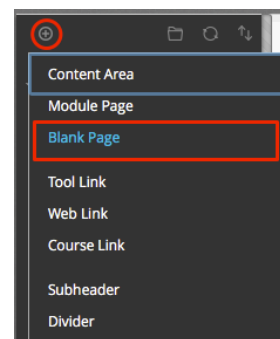 Content Area
Module Page
Blank Page
Tool Link
Web Link
Course Link
Subheader
Divider